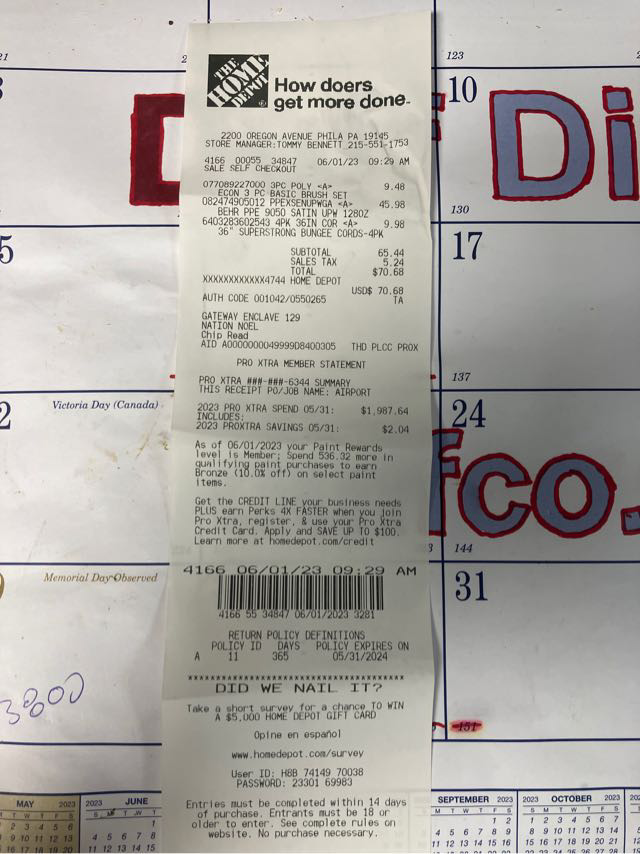 THE
HOME
DEPOT
How doers
get more done.
2200 OREGON AVENUE PHILA PA 19145
STORE MANAGER:TOMMY BENNETT 215-551-1753
4166 00055 34847 06/01/23 09:29 AM
SALE SELF CHECKOUT
077089227000 3PC POLY <A> 9.48
ECON 3 PC BASIC BRUSH SET
082474905012 PPEXSENUPWGA <A> 45.98
BEHR PPE 9050 SATIN UPW 128OZ
6403283602543 4PK 36IN COR <A> 9.98
36" SUPERSTRONG BUNGEE CORDS-4PK
SUBTOTAL 65.44
SALES TAX 5.24
TOTAL $70.68
XXXXXXXXXXXX4744 HOME DEPOT
USD$ 70.68
AUTH CODE 001042/0550265 TA
GATEWAY ENCLAVE 129
NATION NOEL
Chip Read
AID A0000000049999D8400305 THD PLCC PROX
PRO XTRA MEMBER STATEMENT
PRO XTRA ###-###-6344 SUMMARY
THIS RECEIPT PO/JOB NAME: AIRPORT
2023 PRO XTRA SPEND 05/31: $1,987.64
INCLUDES:
2023 PROXTRA SAVINGS 05/31: $2.04
As of 06/01/2023 your Paint Rewards
level is Member; Spend 536.32 more in
qualifying paint purchases to earn
Bronze (10.0% off) on select paint
items.
Get the CREDIT LINE your business needs
PLUS earn Perks 4X FASTER when you join
Pro Xtra, register, & use your Pro Xtra
Credit Card. Apply and SAVE UP TO $100.
Learn more at homedepot.com/credit
4166 06/01/23 09:29 AM
4166 55 34847 06/01/2023 3281
RETURN POLICY DEFINITIONS
POLICY ID DAYS POLICY EXPIRES ON
A 11 365 05/31/2024
DID WE NAIL IT?
Take a short survey for a chance TO WIN
A $5,000 HOME DEPOT GIFT CARD
Opine en español
www.homedepot.com/survey
User ID: H8B 74149 70038
PASSWORD: 23301 69983
Entries must be completed within 14 days
of purchase. Entrants must be 18 or
older to enter. See complete rules on
website. No purchase necessary.
123
10
Di
130
17
137
24
fco.
144
31
151
Victoria Day (Canada)
Memorial Day Observed
3800
MAY 2023
2023 JUNE
SEPTEMBER 2023
2023 OCTOBER 2023